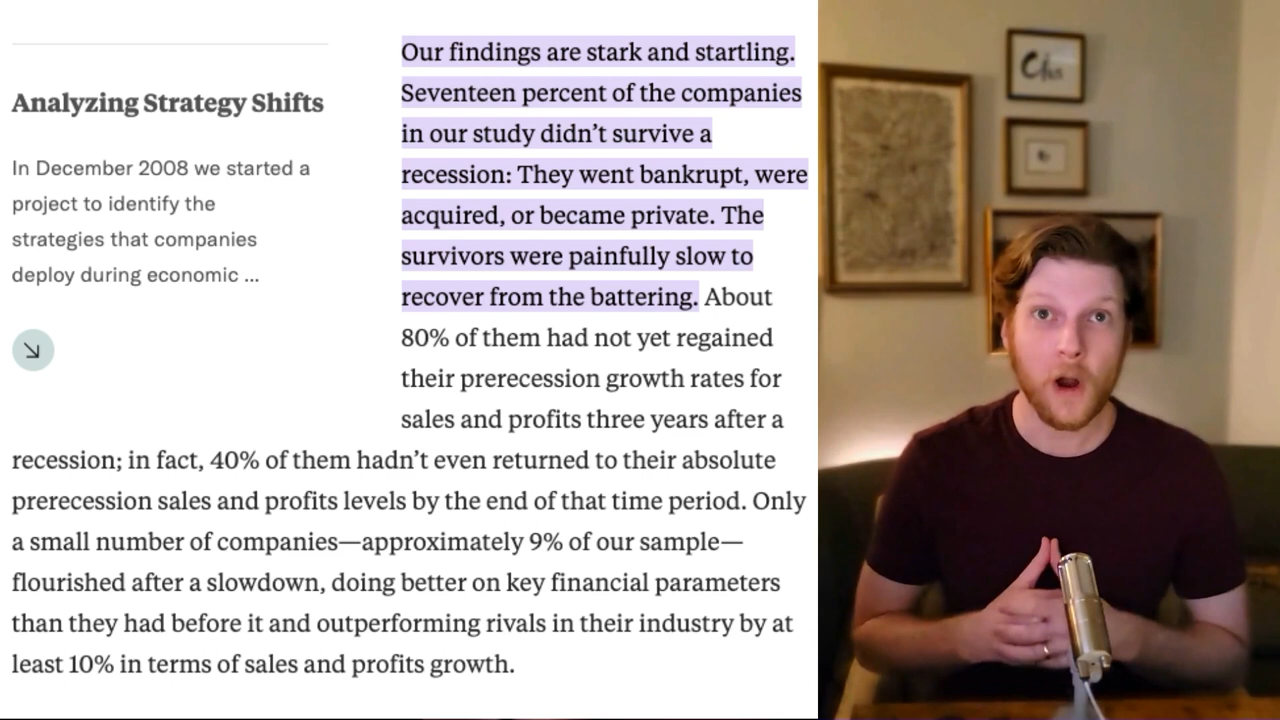 Analyzing Strategy Shifts
In December 2008 we started a
project to identify the
strategies that companies
deploy during economic ...
Our findings are stark and startling.
Seventeen percent of the companies
in our study didn’t survive a
recession: They went bankrupt, were
acquired, or became private. The
survivors were painfully slow to
recover from the battering. About
80% of them had not yet regained
their prerecession growth rates for
sales and profits three years after a
recession; in fact, 40% of them hadn’t even returned to their absolute
prerecession sales and profits levels by the end of that time period. Only
a small number of companies—approximately 9% of our sample—
flourished after a slowdown, doing better on key financial parameters
than they had before it and outperforming rivals in their industry by at
least 10% in terms of sales and profits growth.